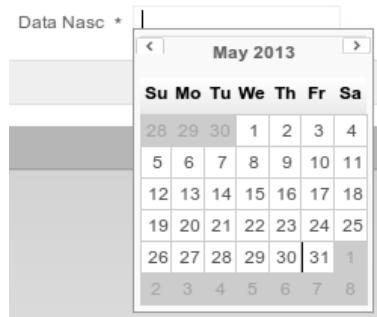 Data Nasc *
May 2013
Su Mo Tu We Th Fr Sa
28 29 30 1 2 3 4
5 6 7 8 9 10 11
12 13 14 15 16 17 18
19 20 21 22 23 24 25
26 27 28 29 30 31 1
2 3 4 5 6 7 8